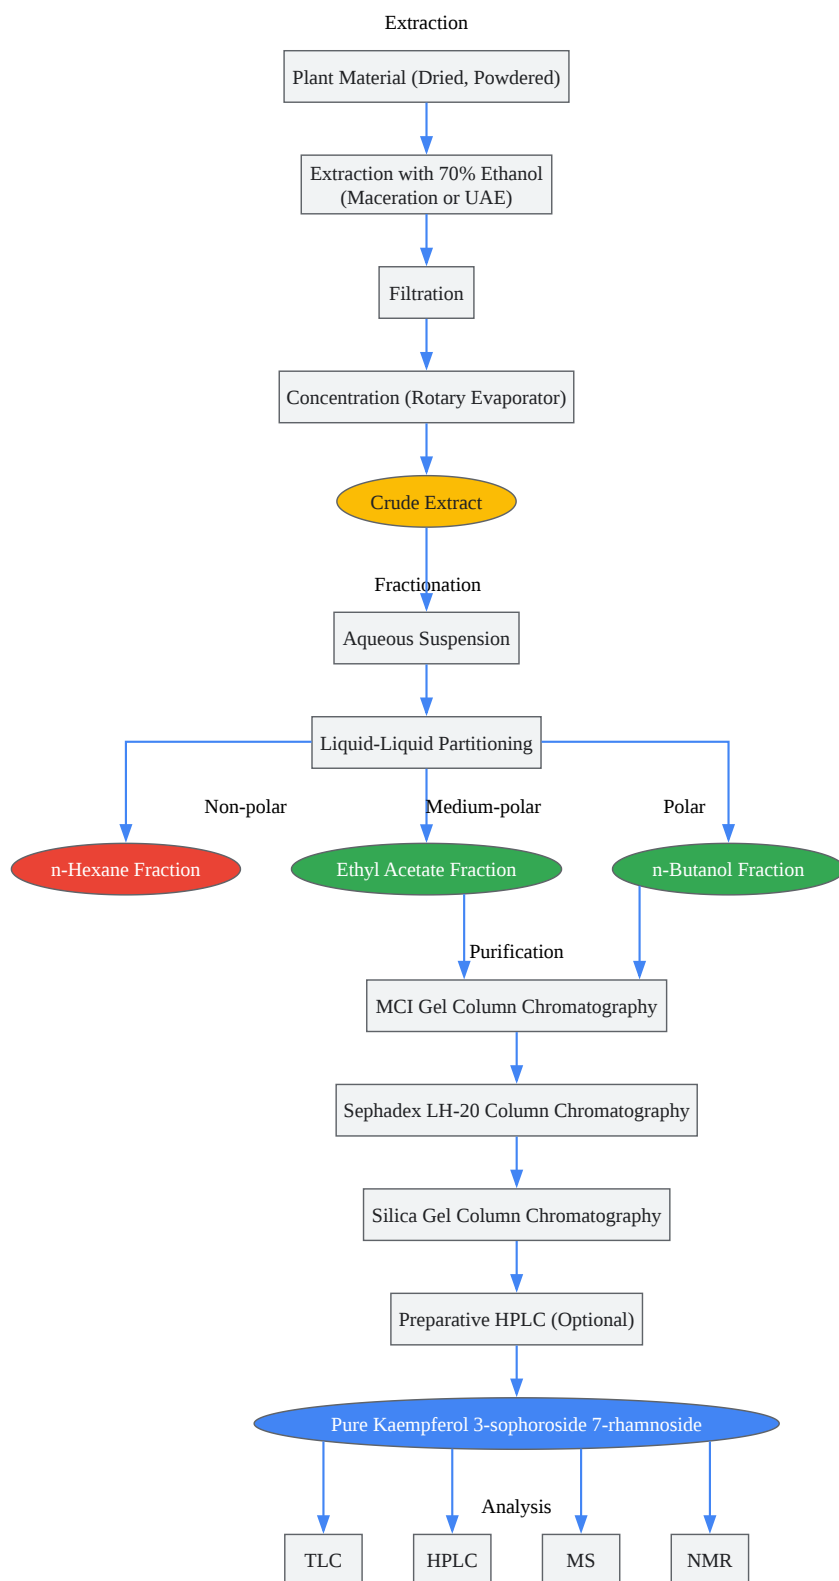 Extraction
Plant Material (Dried, Powdered)
Extraction with 70% Ethanol
(Maceration or UAE)
Filtration
Concentration (Rotary Evaporator)
Crude Extract
Fractionation
Aqueous Suspension
Liquid-Liquid Partitioning
Non-polar
Medium-polar
Polar
n-Hexane Fraction
Ethyl Acetate Fraction
n-Butanol Fraction
Purification
MCI Gel Column Chromatography
Sephadex LH-20 Column Chromatography
Silica Gel Column Chromatography
Preparative HPLC (Optional)
Pure Kaempferol 3-sophoroside 7-rhamnoside
Analysis
TLC
HPLC
MS
NMR